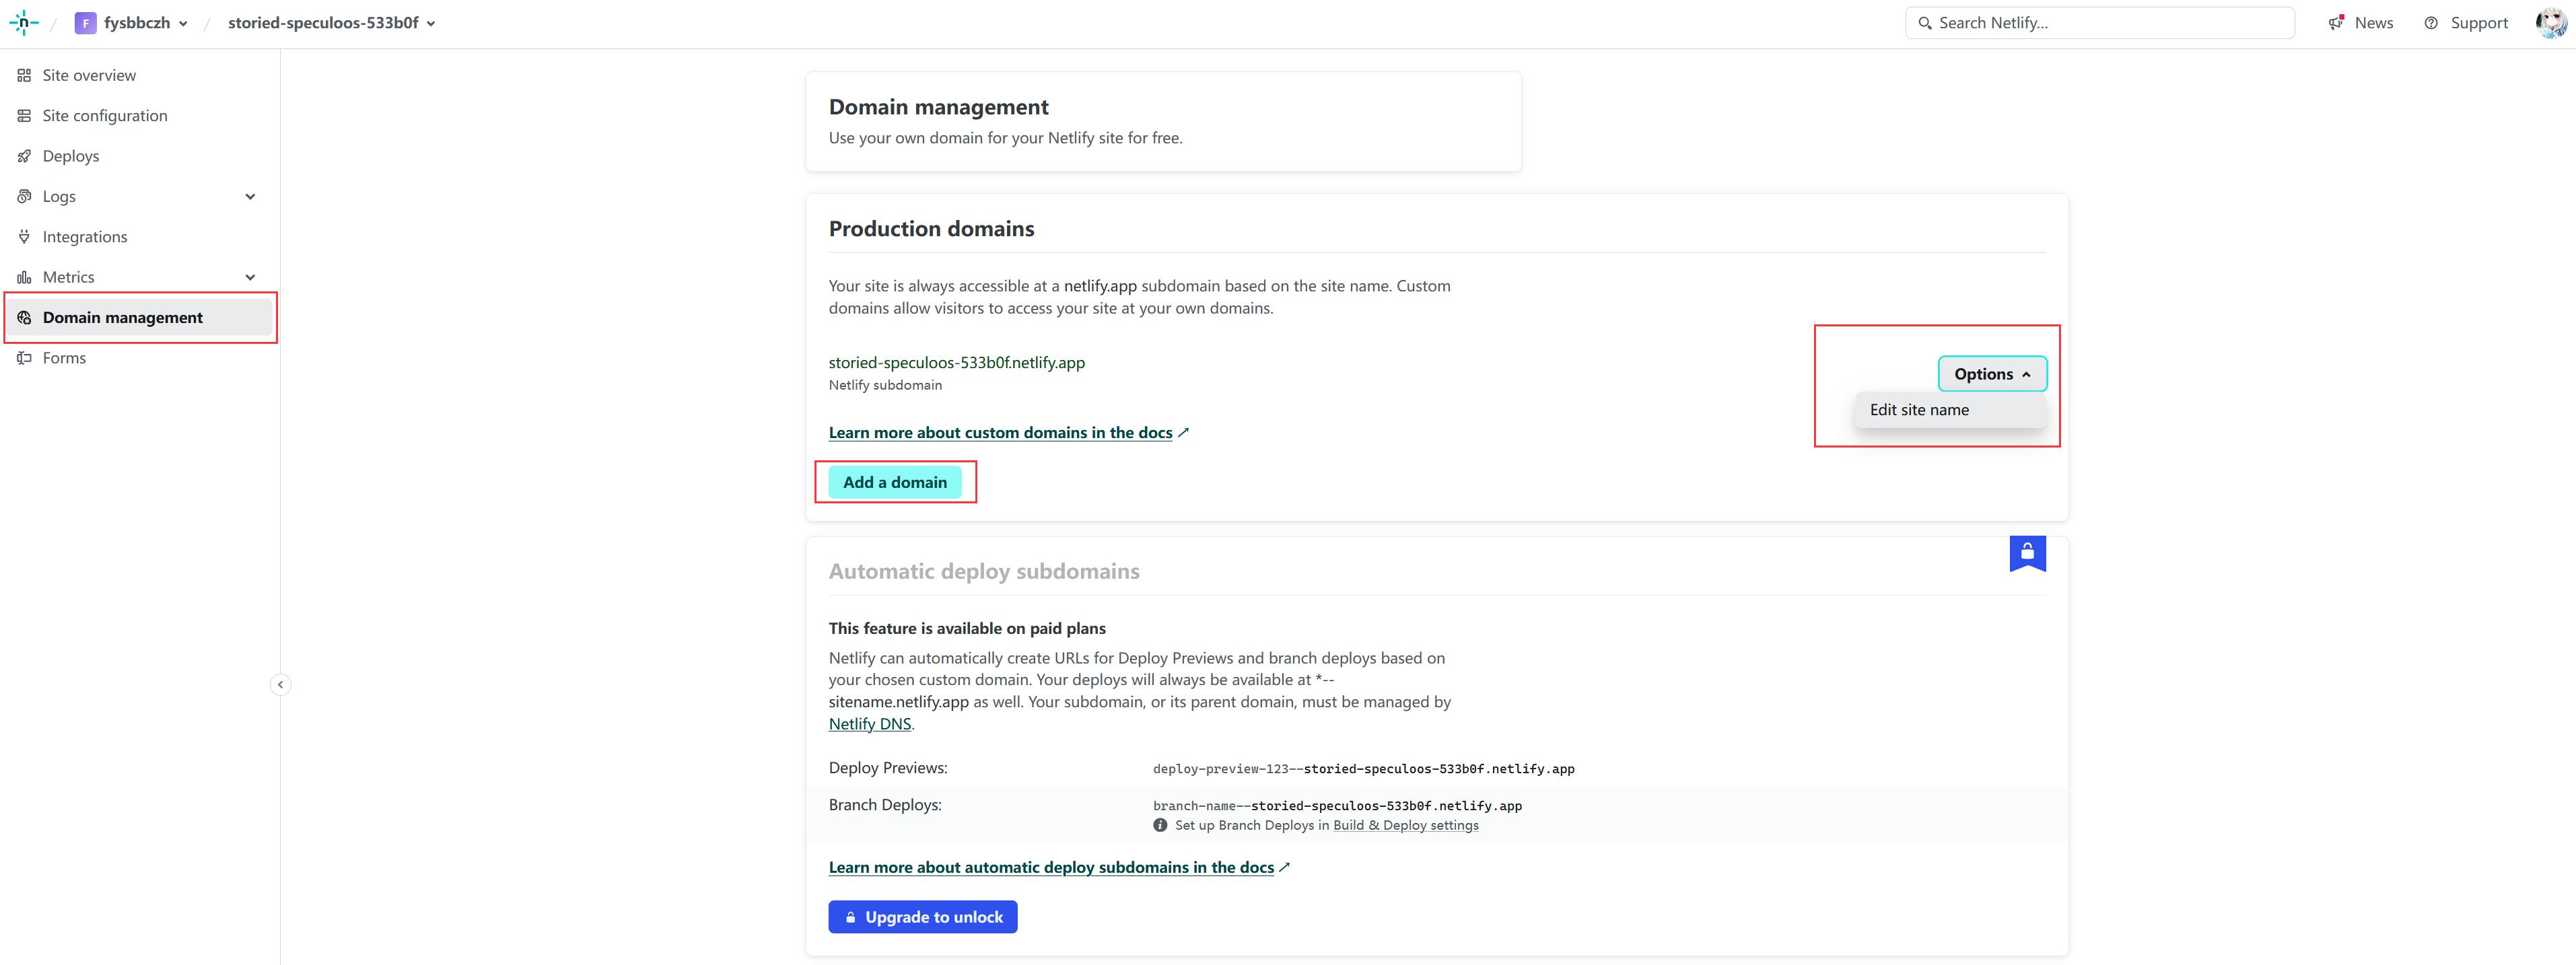 n / F fysbbczh / storied-speculoos-533b0f
Search Netlify...
News
Support
Site overview
Site configuration
Deploys
Logs
Integrations
Metrics
Domain management
Forms
Domain management
Use your own domain for your Netlify site for free.
Production domains
Your site is always accessible at a netlify.app subdomain based on the site name. Custom
domains allow visitors to access your site at your own domains.
storied-speculoos-533b0f.netlify.app
Netlify subdomain
Options
Edit site name
Learn more about custom domains in the docs
Add a domain
Automatic deploy subdomains
This feature is available on paid plans
Netlify can automatically create URLs for Deploy Previews and branch deploys based on
your chosen custom domain. Your deploys will always be available at *--
sitename.netlify.app as well. Your subdomain, or its parent domain, must be managed by
Netlify DNS.
Deploy Previews: deploy-preview-123--storied-speculoos-533b0f.netlify.app
Branch Deploys: branch-name--storied-speculoos-533b0f.netlify.app
Set up Branch Deploys in Build & Deploy settings
Learn more about automatic deploy subdomains in the docs
Upgrade to unlock